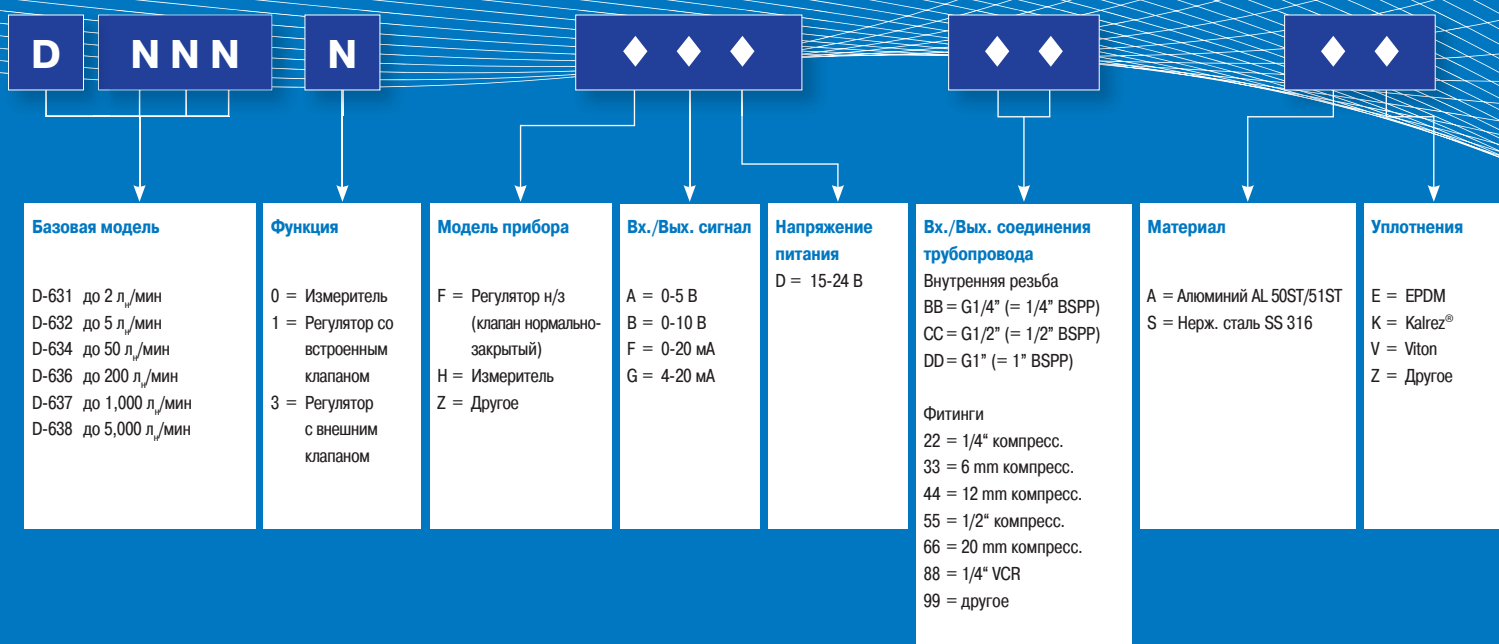 D
N N N
N
Базовая модель
D-631 до 2 лн/мин
D-632 до 5 лн/мин
D-634 до 50 лн/мин
D-636 до 200 лн/мин
D-637 до 1,000 лн/мин
D-638 до 5,000 лн/мин
Функция
0 = Измеритель
1 = Регулятор со
встроенным
клапаном
3 = Регулятор
с внешним
клапаном
Модель прибора
F = Регулятор н/з
(клапан нормально-
закрытый)
H = Измеритель
Z = Другое
Вх./Вых. сигнал
A = 0-5 В
B = 0-10 В
F = 0-20 мА
G = 4-20 мА
Напряжение
питания
D = 15-24 В
Вх./Вых. соединения
трубопровода
Внутренняя резьба
BB = G1/4” (= 1/4” BSPP)
CC = G1/2” (= 1/2” BSPP)
DD = G1” (= 1” BSPP)
Фитинги
22 = 1/4“ компресс.
33 = 6 mm компресс.
44 = 12 mm компресс.
55 = 1/2“ компресс.
66 = 20 mm компресс.
88 = 1/4“ VCR
99 = другое
Материал
A = Алюминий AL 50ST/51ST
S = Нерж. сталь SS 316
Уплотнения
E = EPDM
K = Kalrez®
V = Viton
Z = Другое